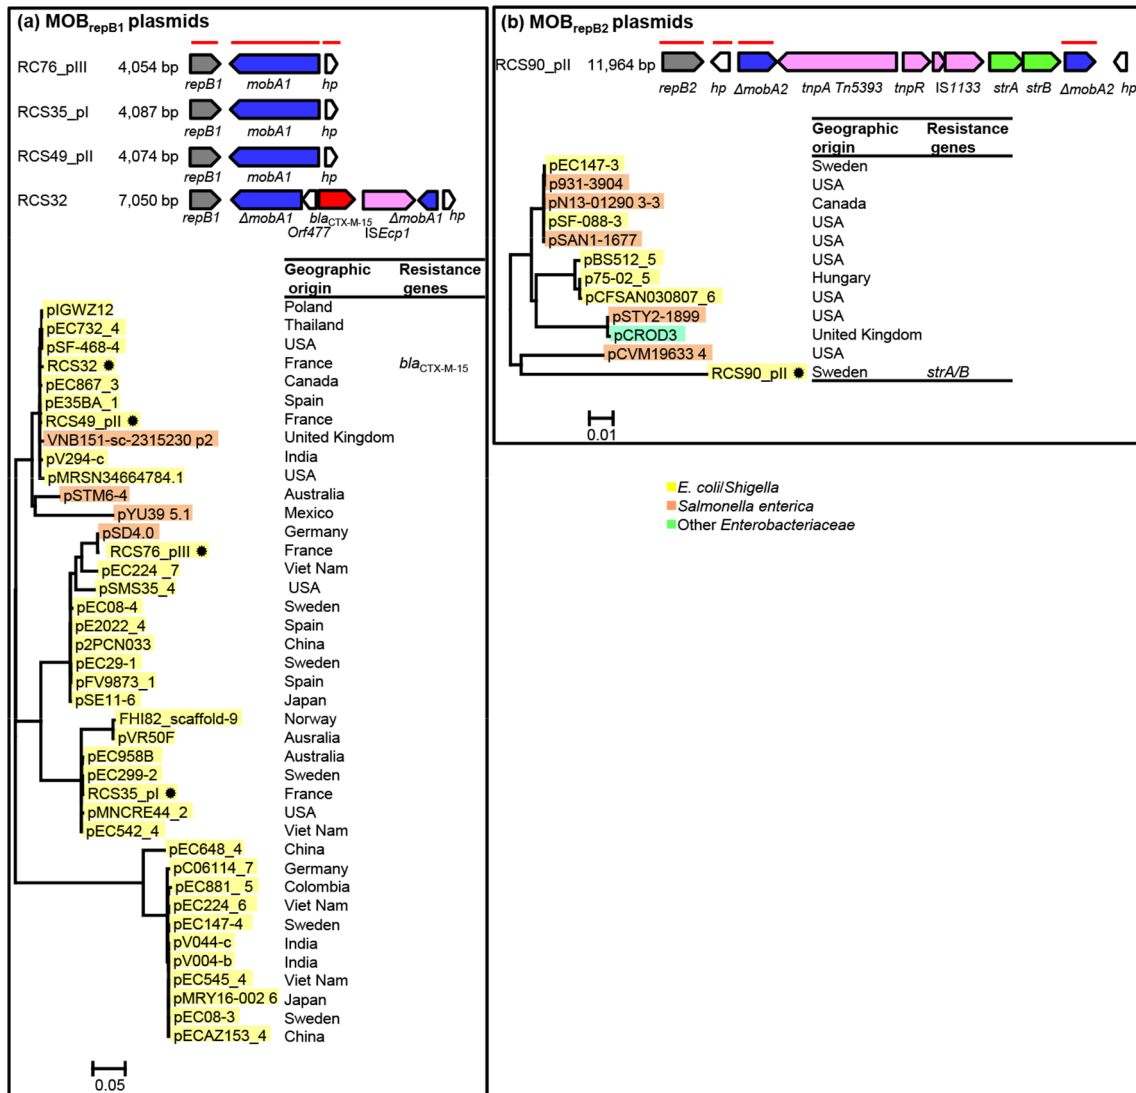 (a) MOBrepB1 plasmids
RC76_pIII 4,054 bp
repB1 mobA1 hp
RCS35_pI 4,087 bp
repB1 mobA1 hp
RCS49_pII 4,074 bp
repB1 mobA1 hp
RCS32 7,050 bp
repB1 ΔmobA1 Orf477 blaCTX-M-15 ISEcp1 ΔmobA1 hp
Geographic origin Resistance genes
pIGWZ12 Poland
pEC732_4 Thailand
pSF-468-4 USA
RCS32 France blaCTX-M-15
pEC867_3 Canada
pE35BA_1 Spain
RCS49_pII France
VNB151-sc-2315230 p2 United Kingdom
pV294-c India
pMRSN34664784.1 USA
pSTM6-4 Australia
pYU39 5.1 Mexico
pSD4.0 Germany
RCS76_pIII France
pEC224 _7 Viet Nam
pSMS35_4 USA
pEC08-4 Sweden
pE2022_4 Spain
p2PCN033 China
pEC29-1 Sweden
pFV9873_1 Spain
pSE11-6 Japan
FHI82_scaffold-9 Norway
pVR50F Ausralia
pEC958B Australia
pEC299-2 Sweden
RCS35_pI France
pMNCRE44_2 USA
pEC542_4 Viet Nam
pEC648_4 China
pC06114_7 Germany
pEC881_ 5 Colombia
pEC224_6 Viet Nam
pEC147-4 Sweden
pV044-c India
pV004-b India
pEC545_4 Viet Nam
pMRY16-002 6 Japan
pEC08-3 Sweden
pECAZ153_4 China
0.05
(b) MOBrepB2 plasmids
RCS90_pII 11,964 bp
repB2 hp ΔmobA2 tnpA Tn5393 tnpR IS1133 strA strB ΔmobA2 hp
Geographic origin Resistance genes
pEC147-3 Sweden
p931-3904 USA
pN13-01290 3-3 Canada
pSF-088-3 USA
pSAN1-1677 USA
pBS512_5 USA
p75-02_5 Hungary
pCFSAN030807_6 USA
pSTY2-1899 USA
pCROD3 United Kingdom
pCVM19633 4 USA
RCS90_pII Sweden strA/B
0.01
E. coli/Shigella
Salmonella enterica
Other Enterobacteriaceae